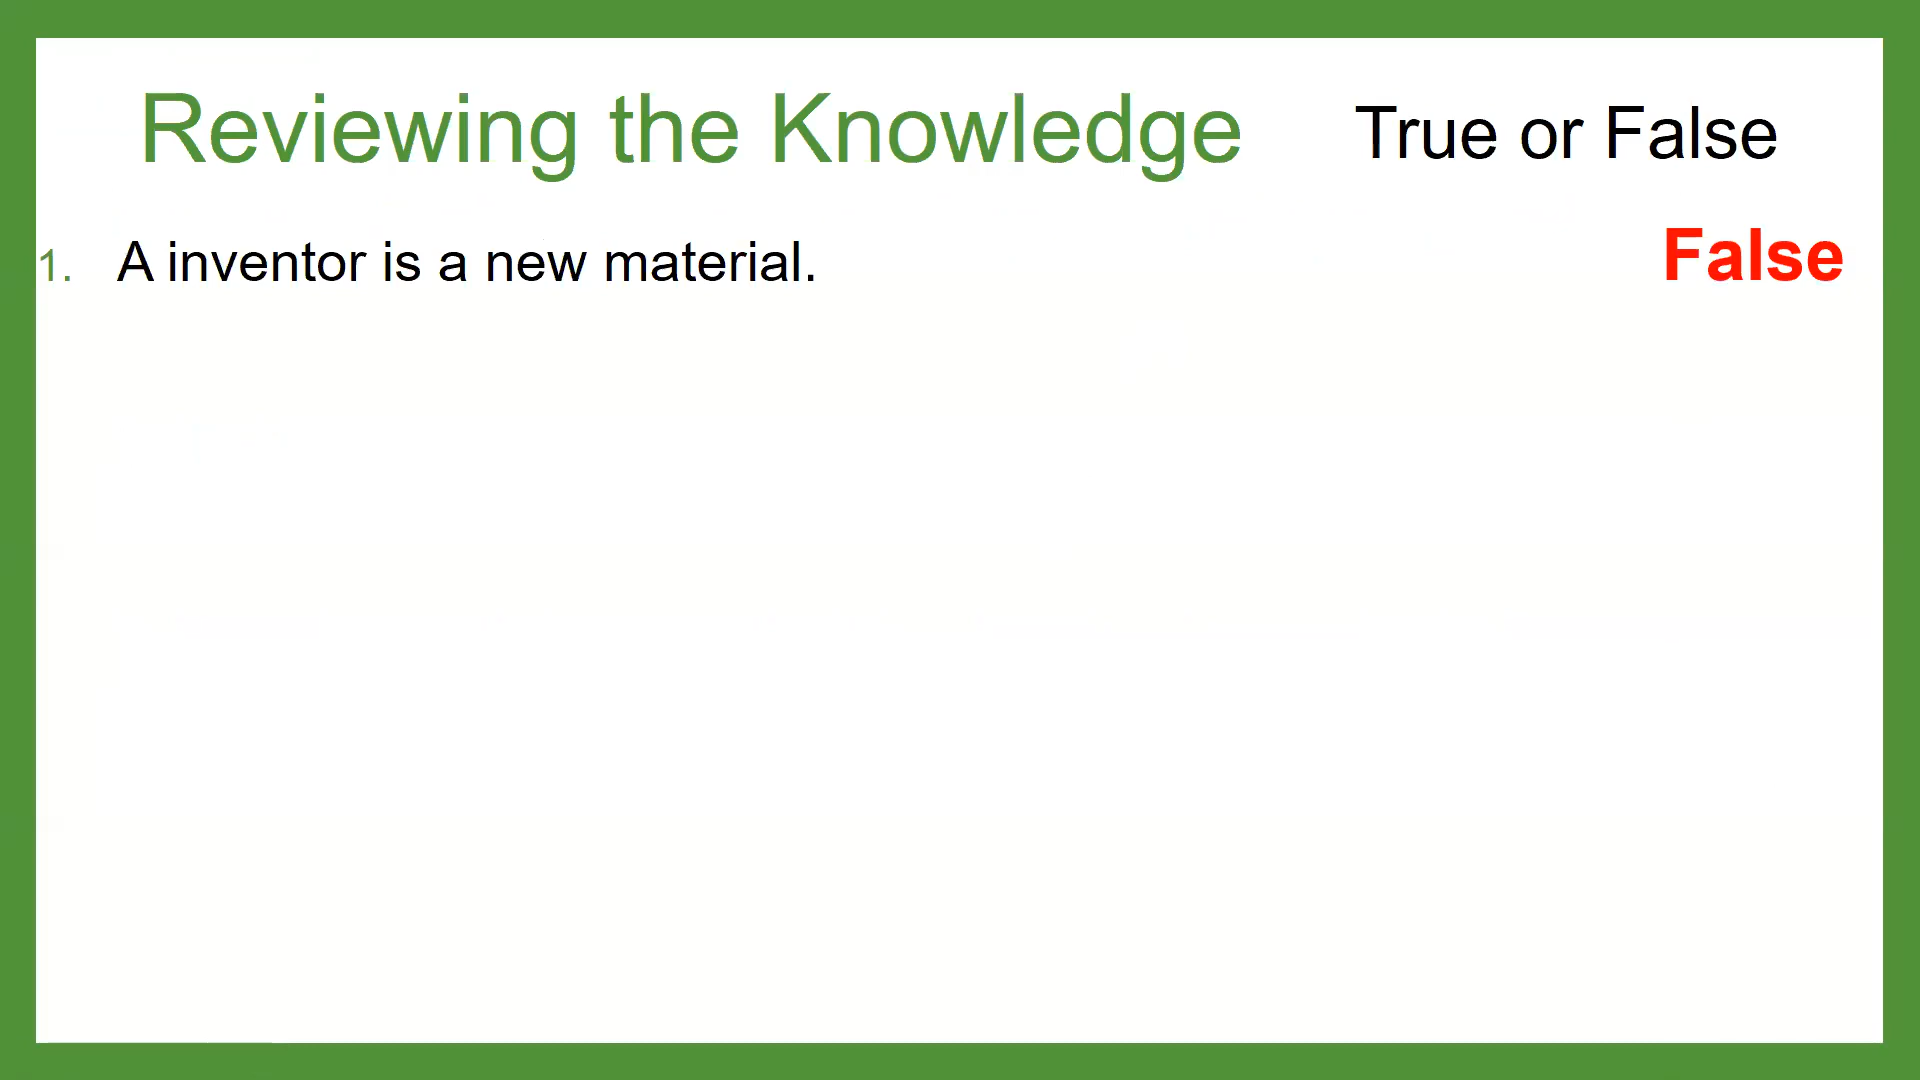 Reviewing the Knowledge True or False
1. A inventor is a new material. False